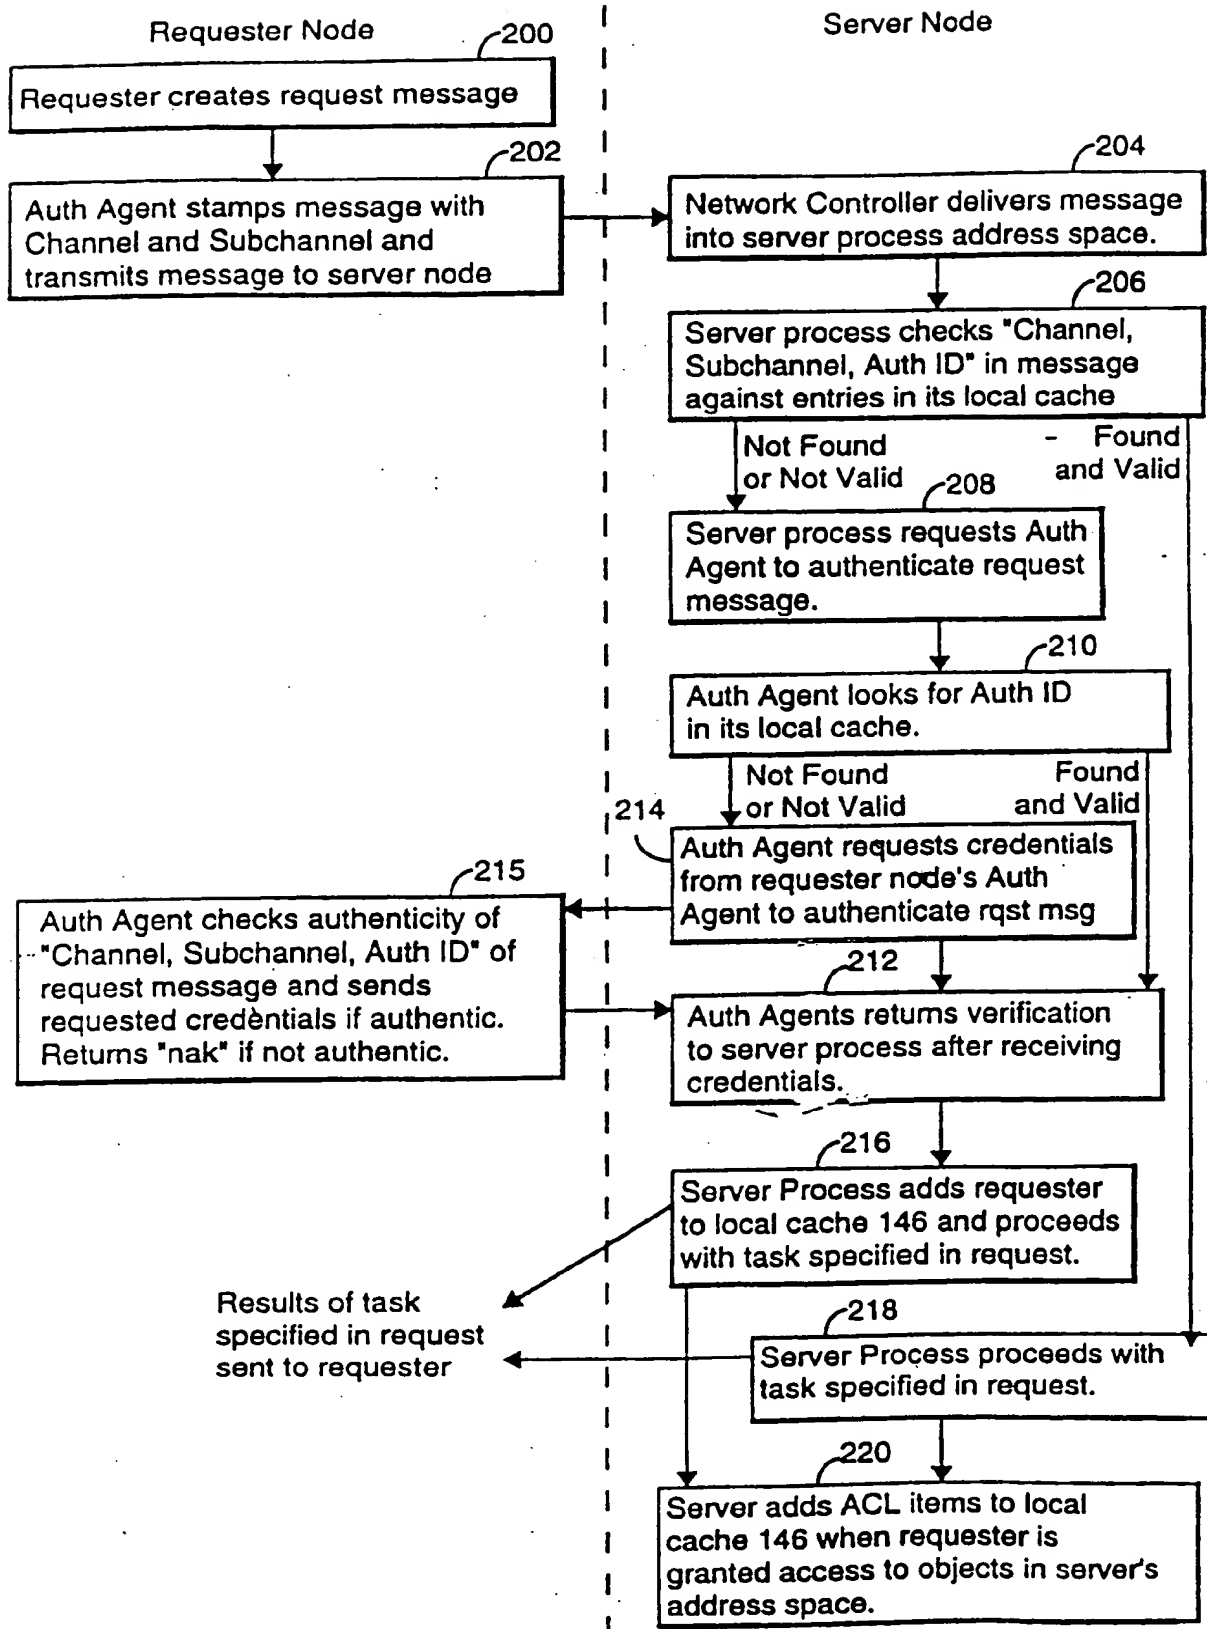 Requester Node
Server Node
200
Requester creates request message
202
Auth Agent stamps message with
Channel and Subchannel and
transmits message to server node
204
Network Controller delivers message
into server process address space.
206
Server process checks "Channel,
Subchannel, Auth ID" in message
against entries in its local cache
Not Found
or Not Valid
Found
and Valid
208
Server process requests Auth
Agent to authenticate request
message.
210
Auth Agent looks for Auth ID
in its local cache.
Not Found
or Not Valid
Found
and Valid
214
Auth Agent requests credentials
from requester node's Auth
Agent to authenticate rqst msg
215
Auth Agent checks authenticity of
"Channel, Subchannel, Auth ID" of
request message and sends
requested credentials if authentic.
Returns "nak" if not authentic.
212
Auth Agents returns verification
to server process after receiving
credentials.
216
Server Process adds requester
to local cache 146 and proceeds
with task specified in request.
Results of task
specified in request
sent to requester
218
Server Process proceeds with
task specified in request.
220
Server adds ACL items to local
cache 146 when requester is
granted access to objects in server's
address space.